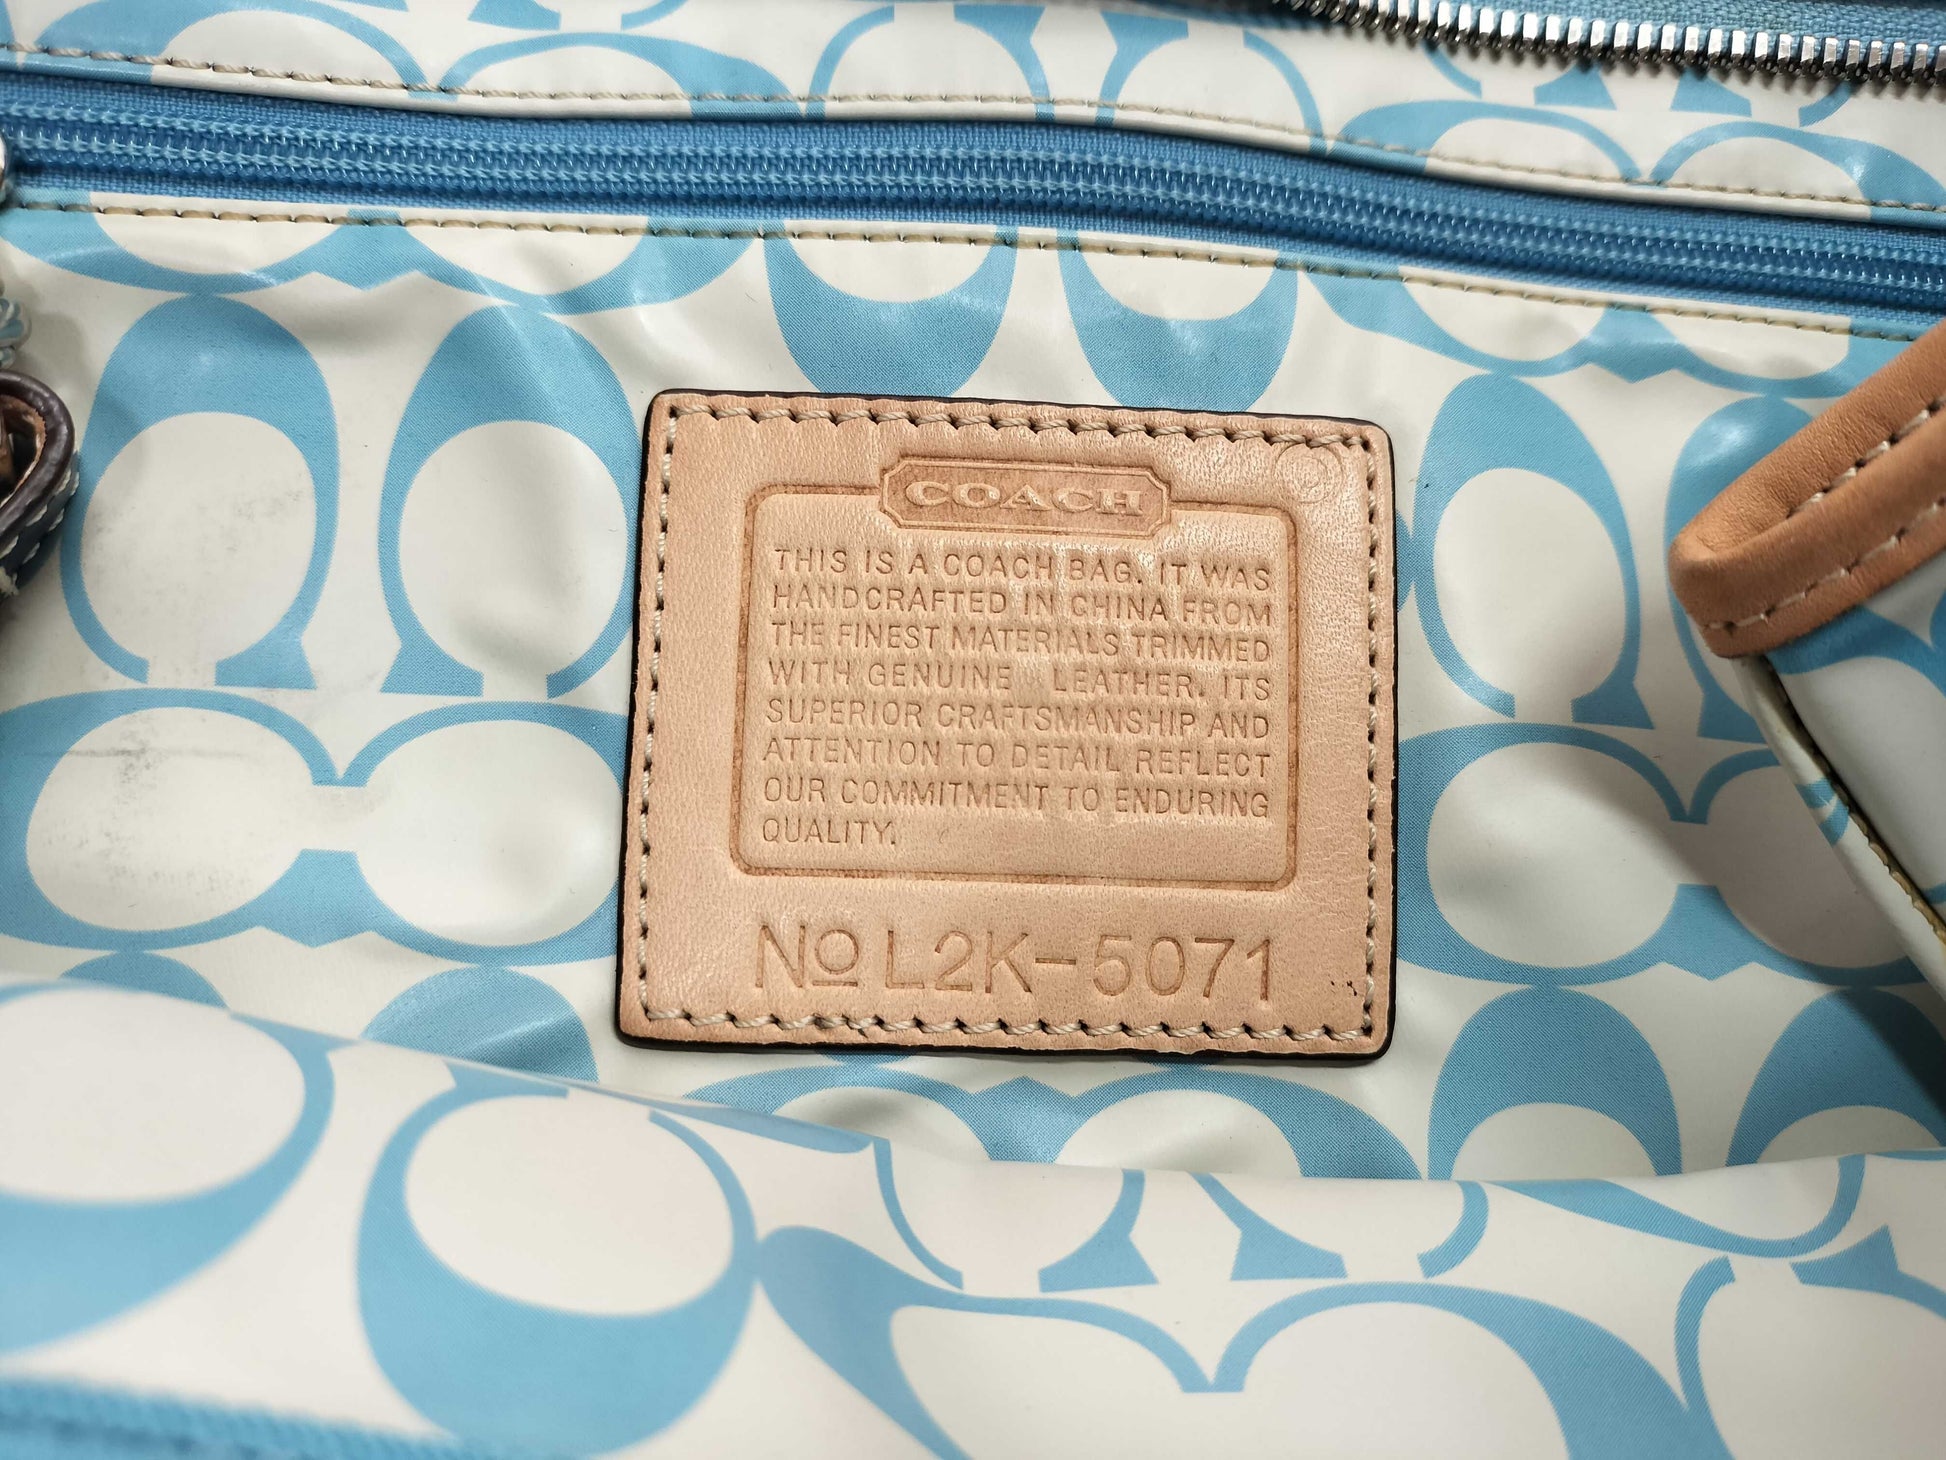 COACH
THIS IS A COACH BAG. IT WAS
HANDCRAFTED IN CHINA FROM
THE FINEST MATERIALS TRIMMED
WITH GENUINE LEATHER. ITS
SUPERIOR CRAFTSMANSHIP AND
ATTENTION TO DETAIL REFLECT
OUR COMMITMENT TO ENDURING
QUALITY.
No L2K-5071